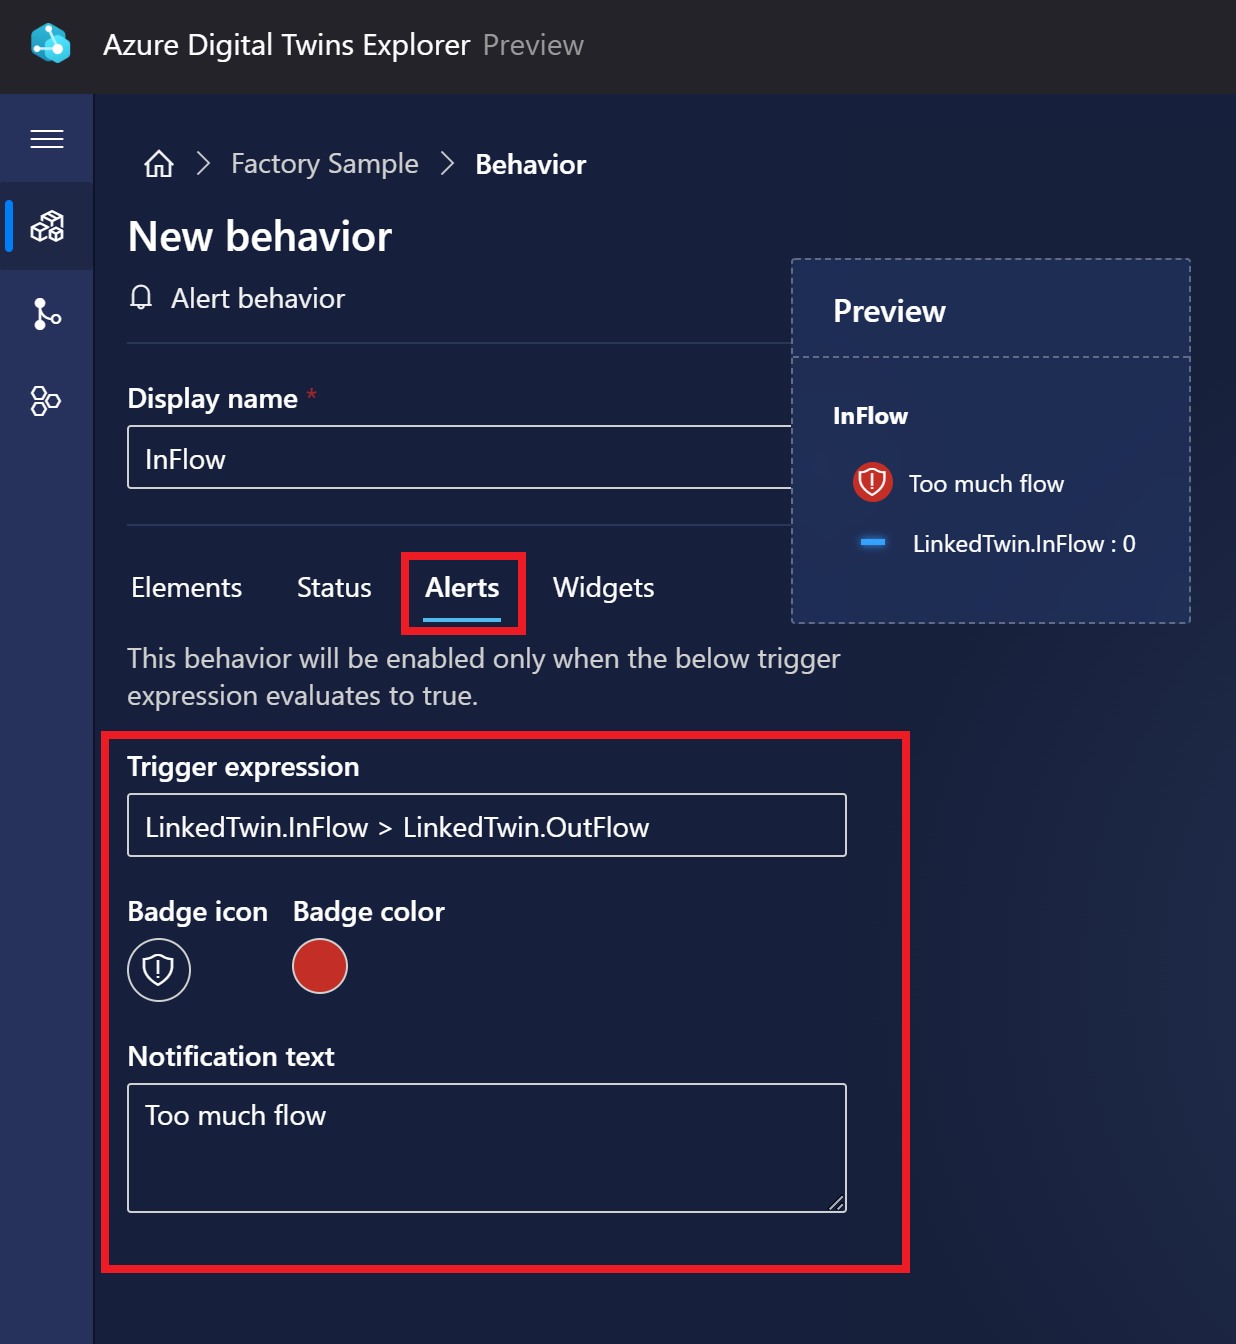 Azure Digital Twins Explorer Preview
Factory Sample Behavior
New behavior
Alert behavior
Display name *
InFlow
Preview
InFlow
Too much flow
LinkedTwin.InFlow : 0
Elements Status Alerts Widgets
This behavior will be enabled only when the below trigger
expression evaluates to true.
Trigger expression
LinkedTwin.InFlow > LinkedTwin.OutFlow
Badge icon Badge color
Notification text
Too much flow